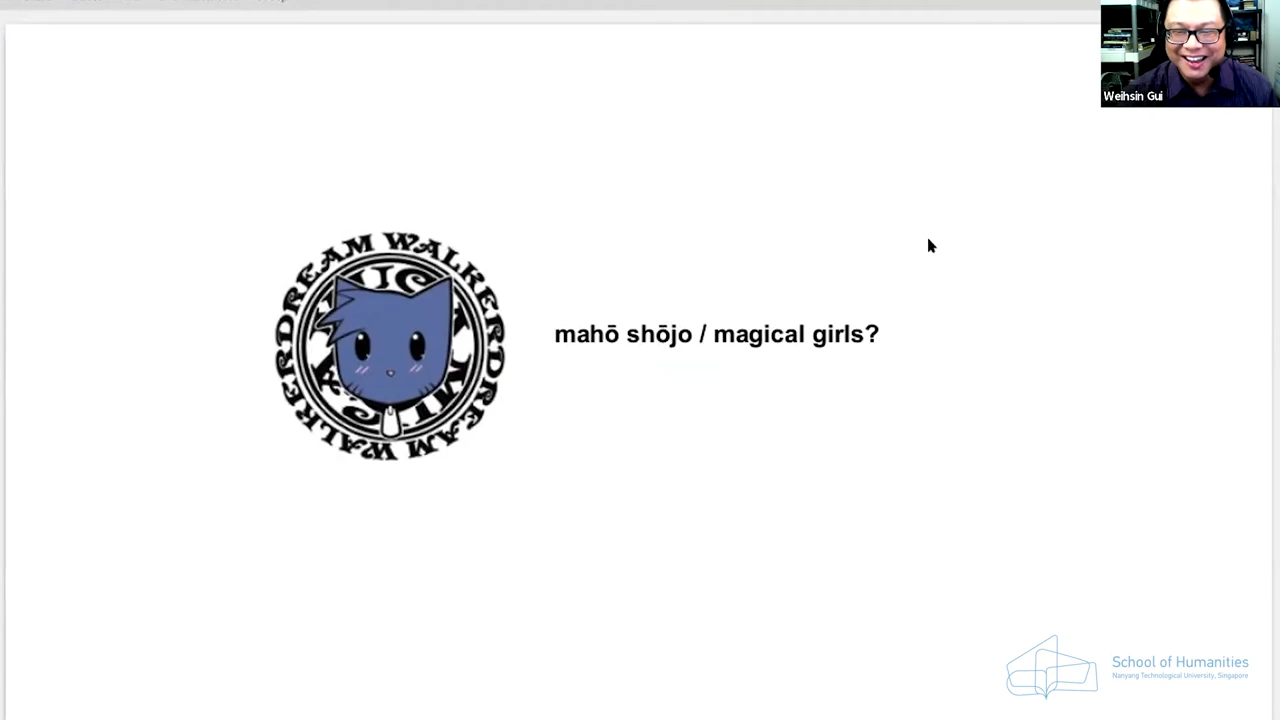 Weihsin Gui
DREAM WALKER DREAM WALKER
mahō shōjo / magical girls?
School of Humanities
Nanyang Technological University, Singapore